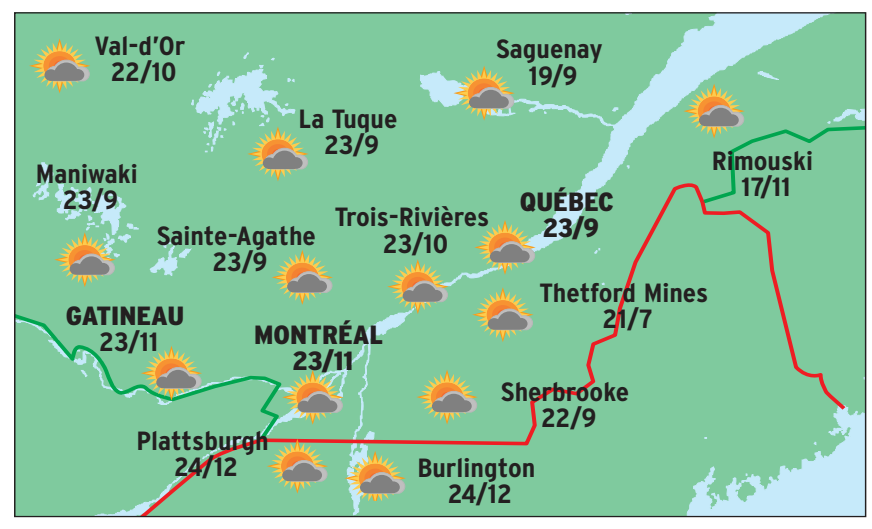 Val-d'Or
22/10
Saguenay
19/9
La Tuque
23/9
Rimouski
17/11
Maniwaki
23/9
Sainte-Agathe
23/9
Trois-Rivières
23/10
QUÉBEC
23/9
Thetford Mines
21/7
GATINEAU
23/11
MONTRÉAL
23/11
Sherbrooke
22/9
Plattsburgh
24/12
Burlington
24/12